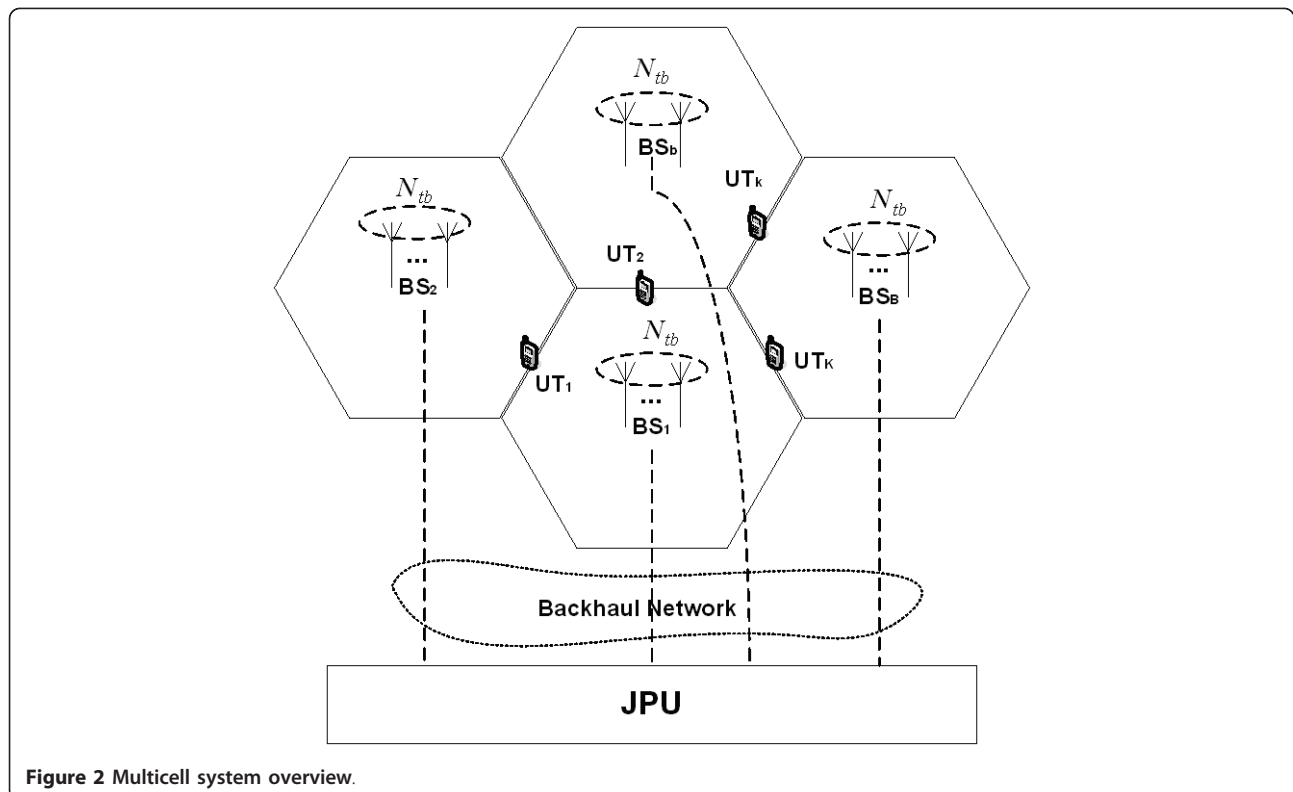 N_tb
BS_b
UT_k
N_tb
N_tb
UT_2
...
BS_2
...
BS_B
N_tb
UT_1
UT_K
...
BS_1
Backhaul Network
JPU
Figure 2 Multicell system overview.